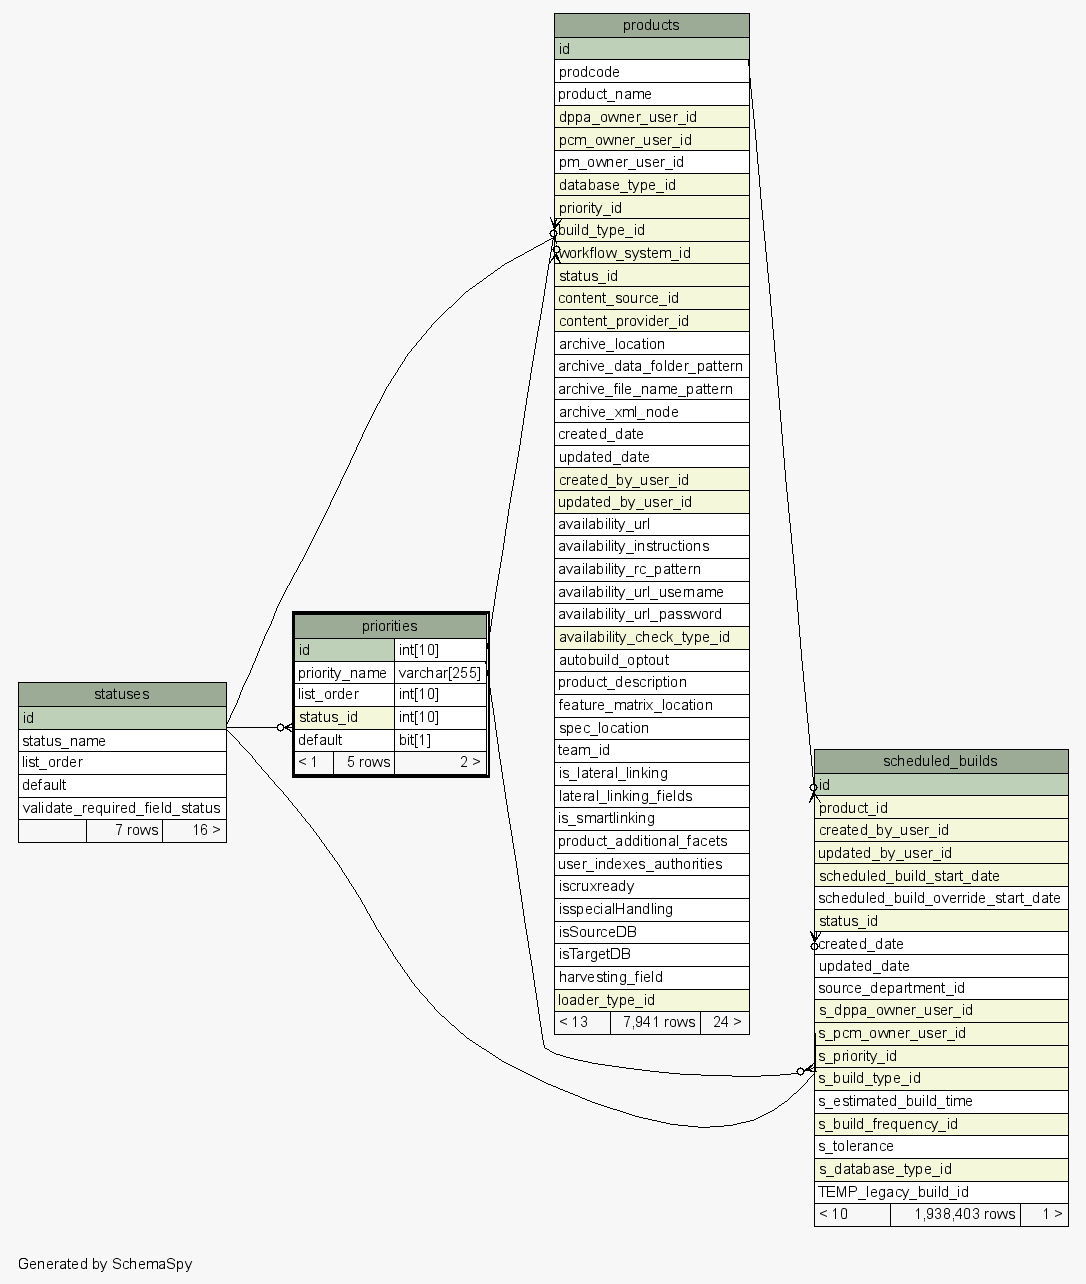 products
id
prodcode
product_name
dppa_owner_user_id
pcm_owner_user_id
pm_owner_user_id
database_type_id
priority_id
build_type_id
workflow_system_id
status_id
content_source_id
content_provider_id
archive_location
archive_data_folder_pattern
archive_file_name_pattern
archive_xml_node
created_date
updated_date
created_by_user_id
updated_by_user_id
availability_url
availability_instructions
availability_rc_pattern
availability_url_username
availability_url_password
availability_check_type_id
autobuild_optout
product_description
feature_matrix_location
spec_location
team_id
is_lateral_linking
lateral_linking_fields
is_smartlinking
product_additional_facets
user_indexes_authorities
iscruxready
isspecialHandling
isSourceDB
isTargetDB
harvesting_field
loader_type_id
< 13 7,941 rows 24 >
priorities
id int[10]
priority_name varchar[255]
list_order int[10]
status_id int[10]
default bit[1]
< 1 5 rows 2 >
statuses
id
status_name
list_order
default
validate_required_field_status
7 rows 16 >
scheduled_builds
id
product_id
created_by_user_id
updated_by_user_id
scheduled_build_start_date
scheduled_build_override_start_date
status_id
created_date
updated_date
source_department_id
s_dppa_owner_user_id
s_pcm_owner_user_id
s_priority_id
s_build_type_id
s_estimated_build_time
s_build_frequency_id
s_tolerance
s_database_type_id
TEMP_legacy_build_id
< 10 1,938,403 rows 1 >
Generated by SchemaSpy